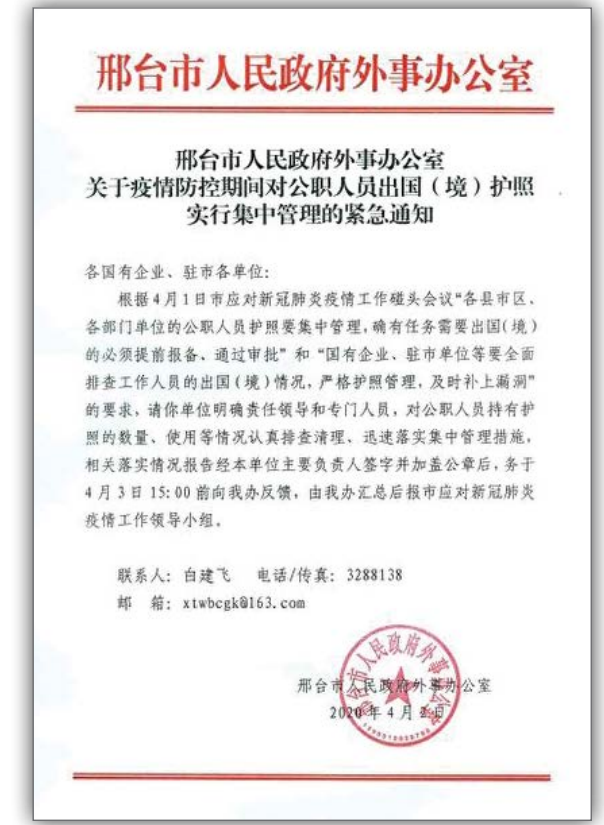 邢台市人民政府外事办公室
邢台市人民政府外事办公室
关于疫情防控期间对公职人员出国（境）护照
实行集中管理的紧急通知
各国有企业、驻市各单位：
根据4月1日市应对新冠肺炎疫情工作碰头会议“各县市区、
各部门单位的公职人员护照要集中管理，确有任务需要出国（境）
的必须提前报备、通过审批”和“国有企业、驻市单位等要全面
排查工作人员的出国（境）情况，严格护照管理，及时补上漏洞”
的要求，请你单位明确责任领导和专门人员，对公职人员持有护
照的数量、使用等情况认真排查清理、迅速落实集中管理措施，
相关落实情况报告经本单位主要负责人签字并加盖公章后，务于
4月3日15:00前向我办反馈，由我办汇总后报市应对新冠肺炎
疫情工作领导小组。
联系人：白建飞 电话/传真：3288138
邮 箱：xtwbcgk@163.com
邢台市人民政府外事办公室
2020年4月2日